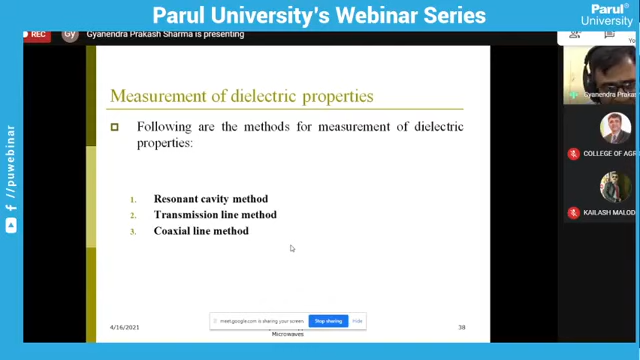 Parul University's Webinar Series
Parul®
University
REC
Gy
Gyanendra Prakash Sharma is presenting
Measurement of dielectric properties
Following are the methods for measurement of dielectric
properties:
1. Resonant cavity method
2. Transmission line method
3. Coaxial line method
Gyanendra Prakas
COLLEGE OF AGR
KAILASH MALOD
meet.google.com is sharing your screen.
Stop sharing
Hide
4/16/2021
Microwaves
38
/puwebinar